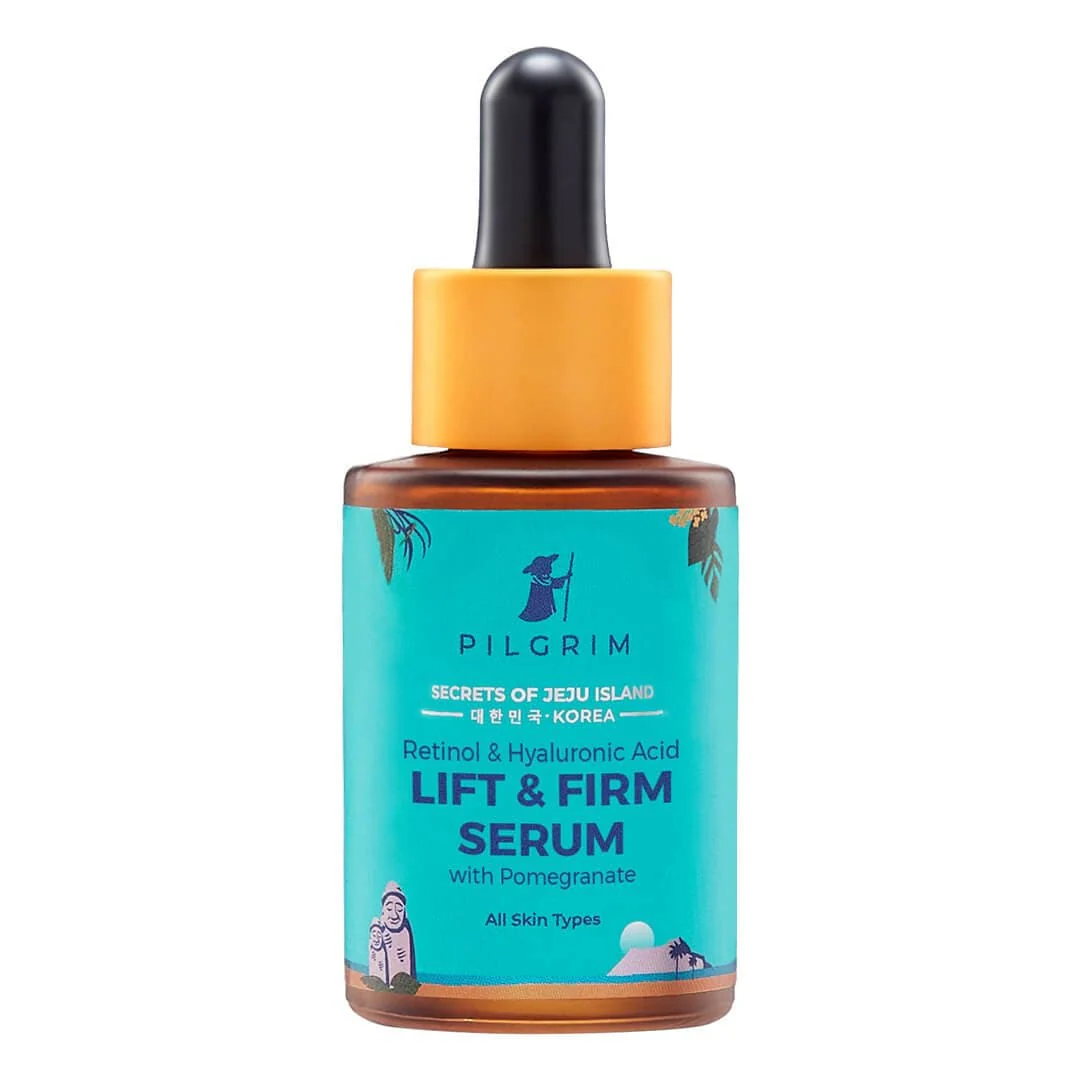 PILGRIM
SECRETS OF JEJU ISLAND
대한민국·KOREA
Retinol & Hyaluronic Acid
LIFT & FIRM
SERUM
with Pomegranate
All Skin Types